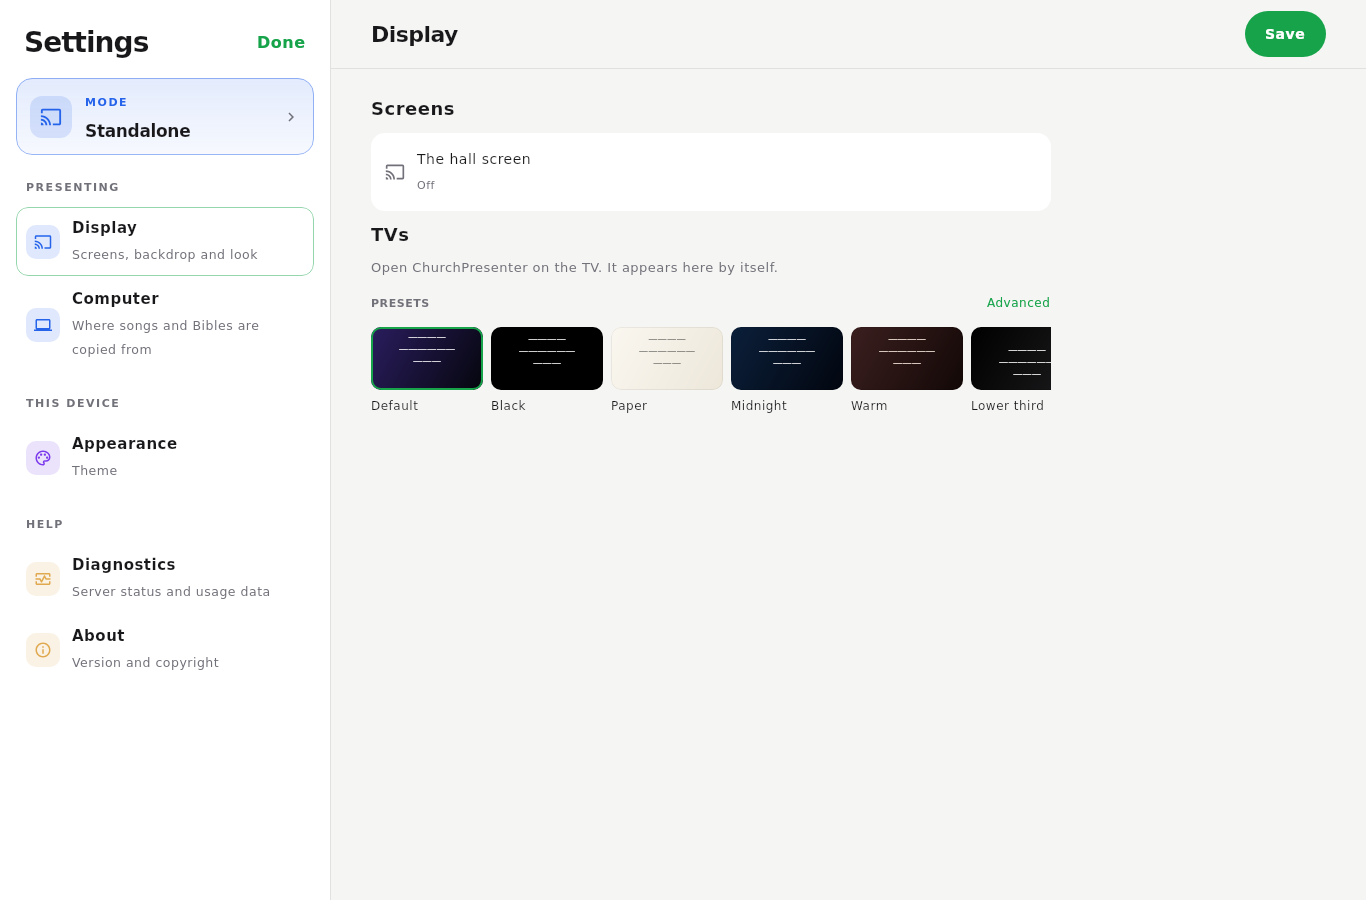 Settings
Done
MODE
Standalone
PRESENTING
Display
Screens, backdrop and look
Computer
Where songs and Bibles are
copied from
THIS DEVICE
Appearance
Theme
HELP
Diagnostics
Server status and usage data
About
Version and copyright
Display
Save
Screens
The hall screen
Off
TVs
Open ChurchPresenter on the TV. It appears here by itself.
PRESETS
Advanced
Default
Black
Paper
Midnight
Warm
Lower third